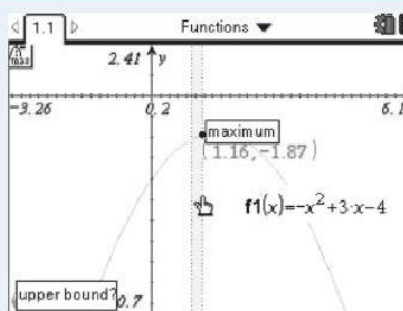 1.1
Functions
2.41 y
-3.26
0.2
6.1
maximum
(1.16,-1.87)
f1(x)=-x²+3·x-4
upper bound?
0.7